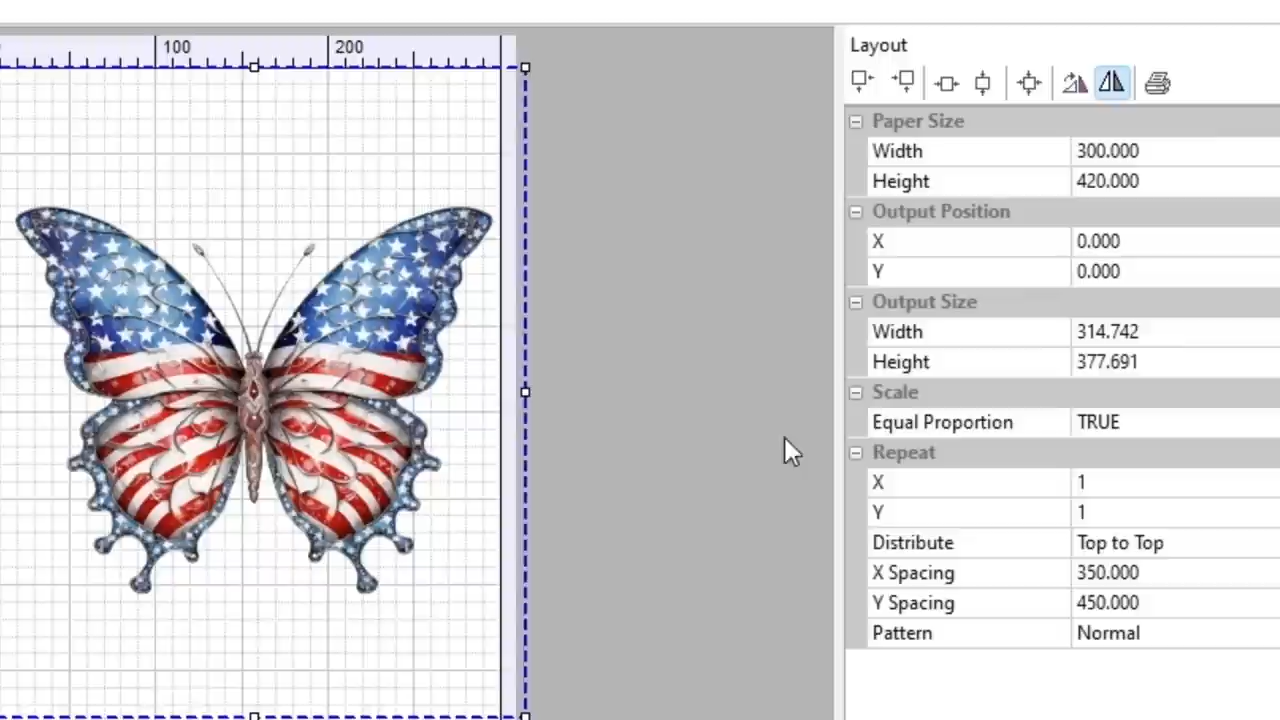 100 200
Layout
Paper Size
Width 300.000
Height 420.000
Output Position
X 0.000
Y 0.000
Output Size
Width 314.742
Height 377.691
Scale
Equal Proportion TRUE
Repeat
X 1
Y 1
Distribute Top to Top
X Spacing 350.000
Y Spacing 450.000
Pattern Normal